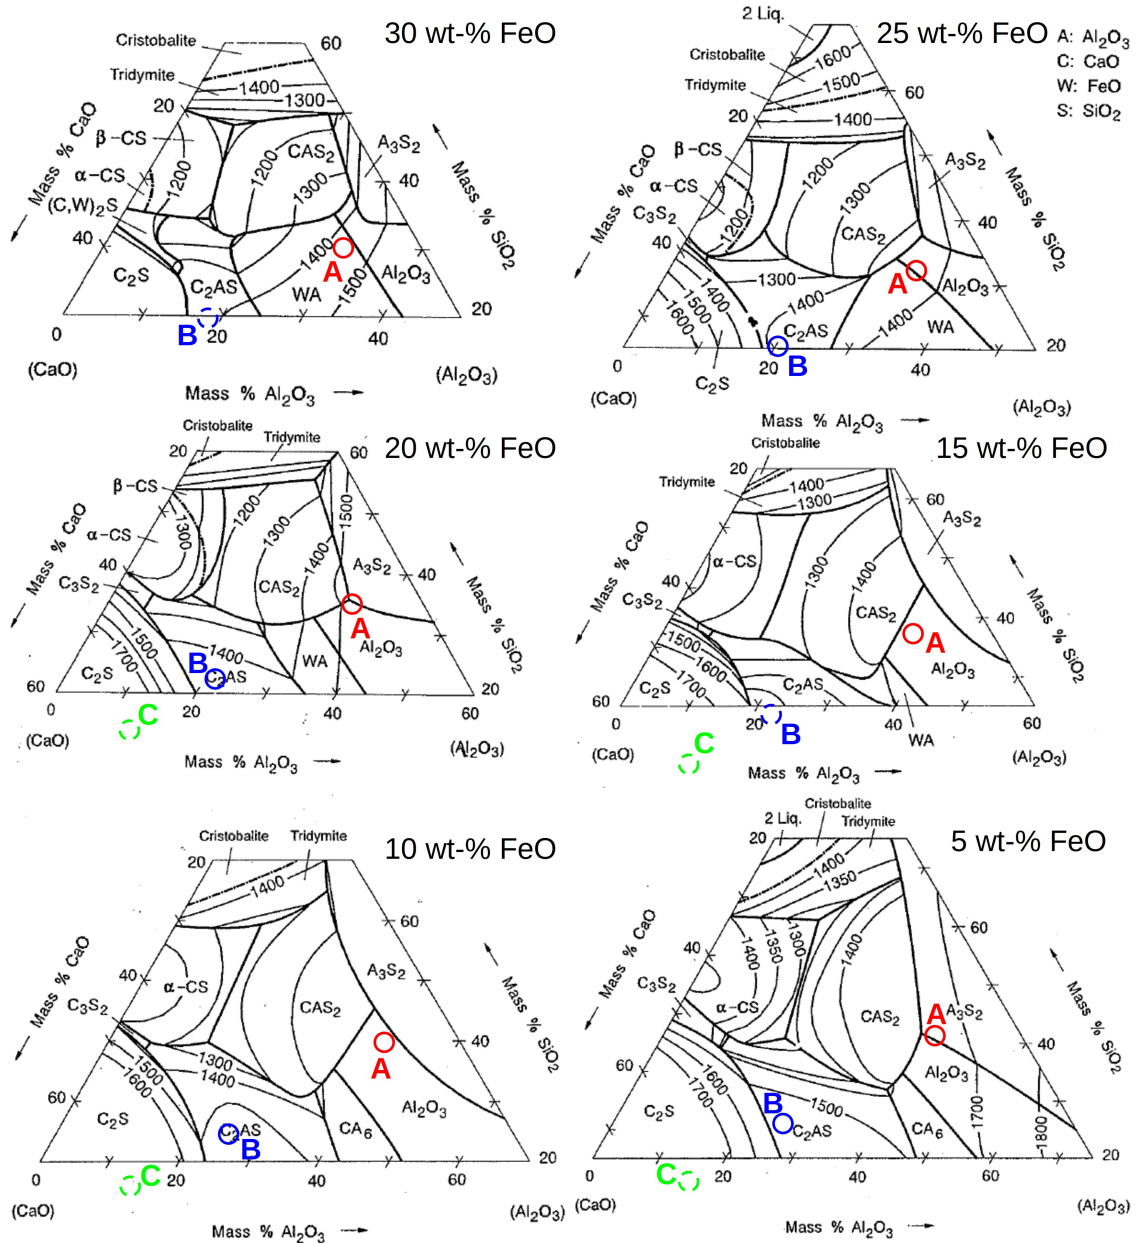 30 wt-% FeO
Cristobalite
60
Tridymite
1400
1300
20
β-CS
CAS2
A3S2
1200
1200
α-CS
1300
40
(C,W)2S
40
1400
A
C2S
C2AS
Al2O3
WA
1500
20
0
B
20
40
(CaO)
(Al2O3)
Mass % CaO
Mass % SiO2
Mass % Al2O3
25 wt-% FeO
A: Al2O3
C: CaO
W: FeO
S: SiO2
2 Liq.
1600
Cristobalite
1500
Tridymite
60
20
1400
β-CS
A3S2
1200
α-CS
1300
C3S2
1200
40
CAS2
40
1300
A
Al2O3
1400
1500
1600
1400
C2AS
1400
WA
20
0
C2S
20
B
40
(CaO)
(Al2O3)
Mass % CaO
Mass % SiO2
Mass % Al2O3
20 wt-% FeO
Cristobalite
Tridymite
20
60
β-CS
1500
1200
1300
1300
α-CS
1400
A3S2
40
40
C3S2
CAS2
A
1500
1400
Al2O3
1700
B
WA
C2S
C2AS
60
20
0
C
20
40
60
(CaO)
(Al2O3)
Mass % CaO
Mass % SiO2
Mass % Al2O3
15 wt-% FeO
Cristobalite
20
Tridymite
1400
1300
60
A3S2
α-CS
1300
1400
40
C3S2
CAS2
40
1500
A
1600
Al2O3
C2S
1700
C2AS
60
20
0
20
40
60
C
B
WA
(CaO)
(Al2O3)
Mass % CaO
Mass % SiO2
Mass % Al2O3
10 wt-% FeO
Cristobalite
Tridymite
20
1400
60
40
α-CS
A3S2
C3S2
CAS2
40
1300
A
1500
1400
1600
60
Al2O3
C2S
C2AS
CA6
B
20
0
C
20
40
60
(CaO)
(Al2O3)
Mass % CaO
Mass % SiO2
Mass % Al2O3
5 wt-% FeO
2 Liq.
Cristobalite
Tridymite
20
1400
1350
60
40
1400
1350
1300
1400
C3S2
α-CS
CAS2
A
A3S2
40
60
1600
Al2O3
1700
B
1500
1700
C2S
C2AS
CA6
1800
20
0
C
20
40
60
(CaO)
(Al2O3)
Mass % CaO
Mass % SiO2
Mass % Al2O3